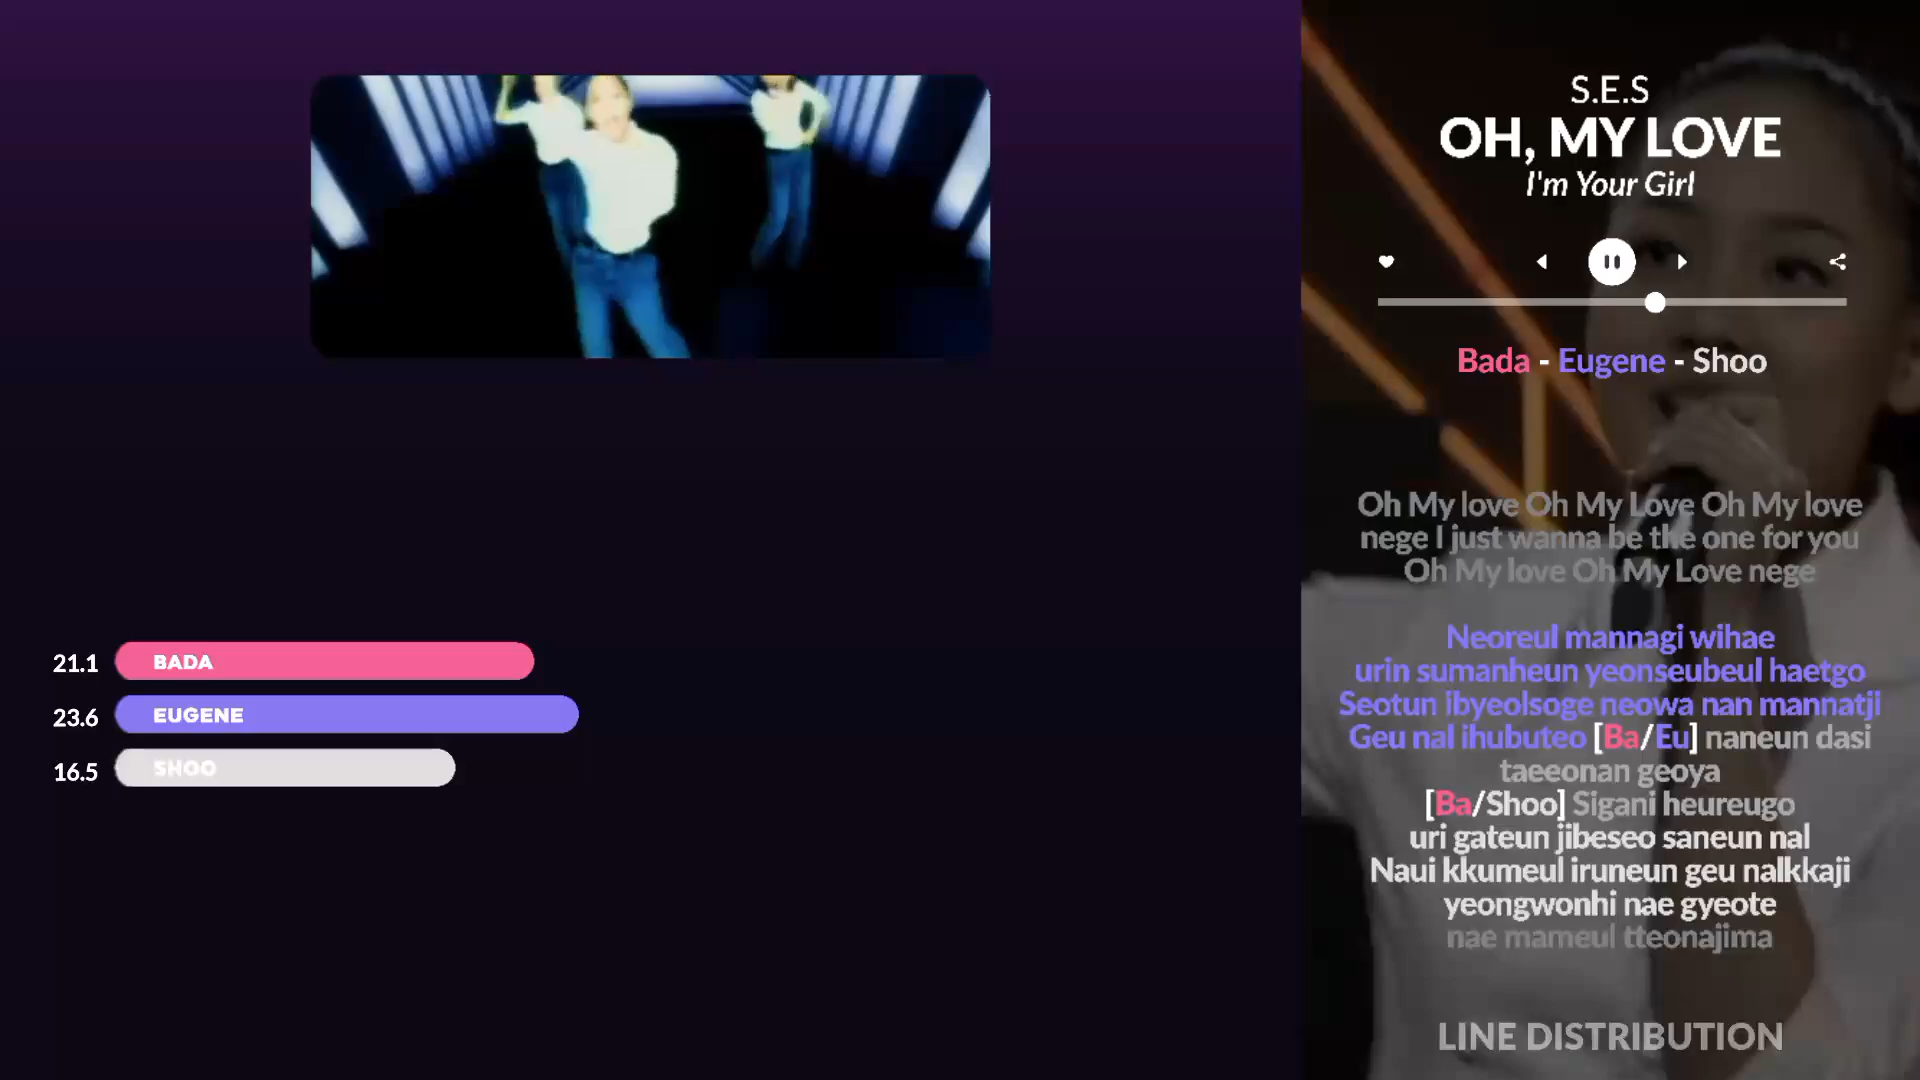 S.E.S
OH, MY LOVE
I'm Your Girl
Bada - Eugene - Shoo
Oh My love Oh My Love Oh My love
nege I just wanna be the one for you
Oh My love Oh My Love nege
Neoreul mannagi wihae
urin sumanheun yeonseubeul haetgo
Seotun ibyeolsoge neowa nan mannatji
Geu nal ihubuteo [Ba/Eu] naneun dasi
taeeonan geoya
[Ba/Shoo] Sigani heureugo
uri gateun jibeseo saneun nal
Naui kkumeul iruneun geu nalkkaji
yeongwonhi nae gyeote
nae mameul tteonajima
21.1 BADA
23.6 EUGENE
16.5 SHOO
LINE DISTRIBUTION